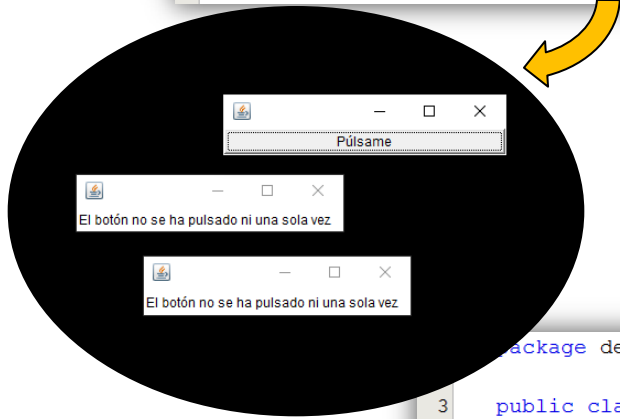 Púlsame
El botón no se ha pulsado ni una sola vez
El botón no se ha pulsado ni una sola vez
package de
3 public cla